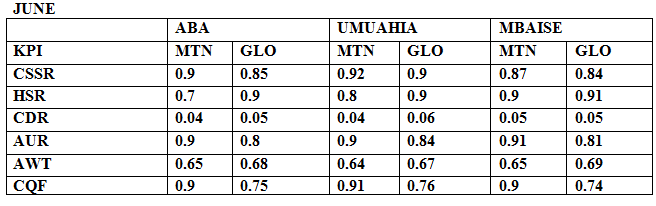 JUNE
ABA UMUAHIA MBAISE
KPI MTN GLO MTN GLO MTN GLO
CSSR 0.9 0.85 0.92 0.9 0.87 0.84
HSR 0.7 0.9 0.8 0.9 0.9 0.91
CDR 0.04 0.05 0.04 0.06 0.05 0.05
AUR 0.9 0.8 0.9 0.84 0.91 0.81
AWT 0.65 0.68 0.64 0.67 0.65 0.69
CQF 0.9 0.75 0.91 0.76 0.9 0.74